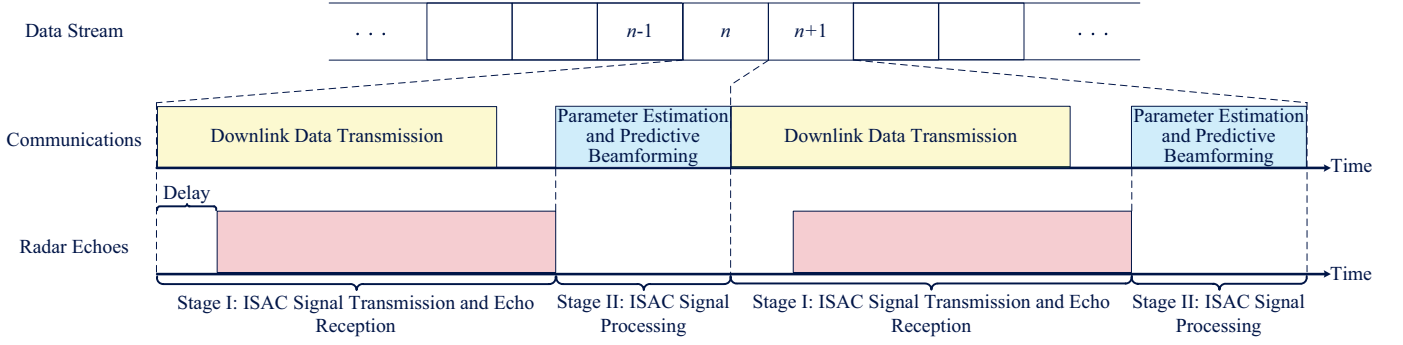 Data Stream
. . .
n-1
n
n+1
. . .
Communications
Downlink Data Transmission
Parameter Estimation
and Predictive
Beamforming
Downlink Data Transmission
Parameter Estimation
and Predictive
Beamforming
Time
Delay
Radar Echoes
Time
Stage I: ISAC Signal Transmission and Echo
Reception
Stage II: ISAC Signal
Processing
Stage I: ISAC Signal Transmission and Echo
Reception
Stage II: ISAC Signal
Processing